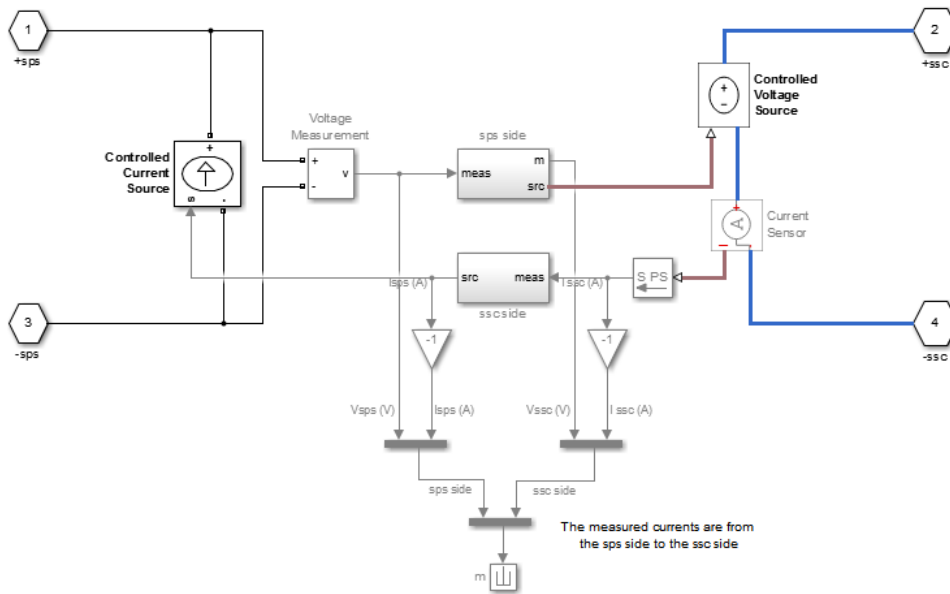 1
+sps
2
+ssc
Controlled
Voltage
Source
+
−
Voltage
Measurement
sps side
Controlled
Current
Source
+
s
-
+
-
v
meas
m
src
+
A
−
Current
Sensor
Isps (A)
src
meas
I ssc (A)
S PS
ssc side
3
-sps
4
-ssc
-1
-1
Vsps (V)
Isps (A)
Vssc (V)
I ssc (A)
sps side
ssc side
The measured currents are from
the sps side to the ssc side
m